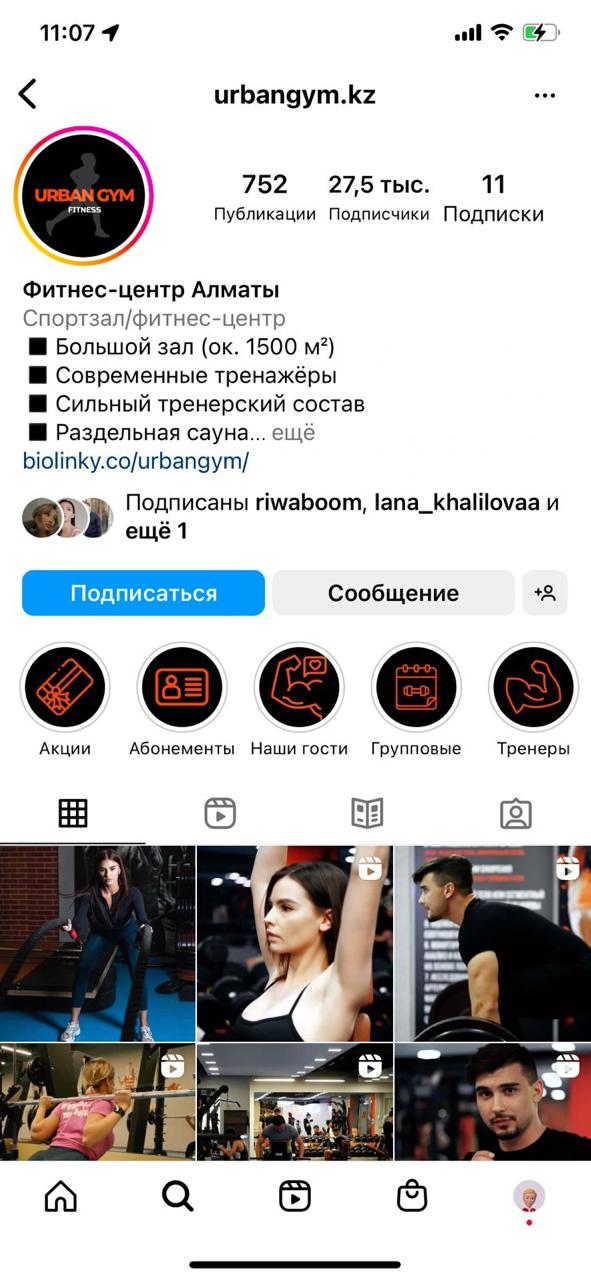 11:07
urbangym.kz
URBAN GYM
FITNESS
752
27,5 тыс.
11
Публикации
Подписчики
Подписки
Фитнес-центр Алматы
Спортзал/фитнес-центр
Большой зал (ок. 1500 м²)
Современные тренажёры
Сильный тренерский состав
Раздельная сауна... ещё
biolinky.co/urbangym/
Подписаны riwaboom, lana_khalilovaa и
ещё 1
Подписаться
Сообщение
Акции
Абонементы
Наши гости
Групповые
Тренеры